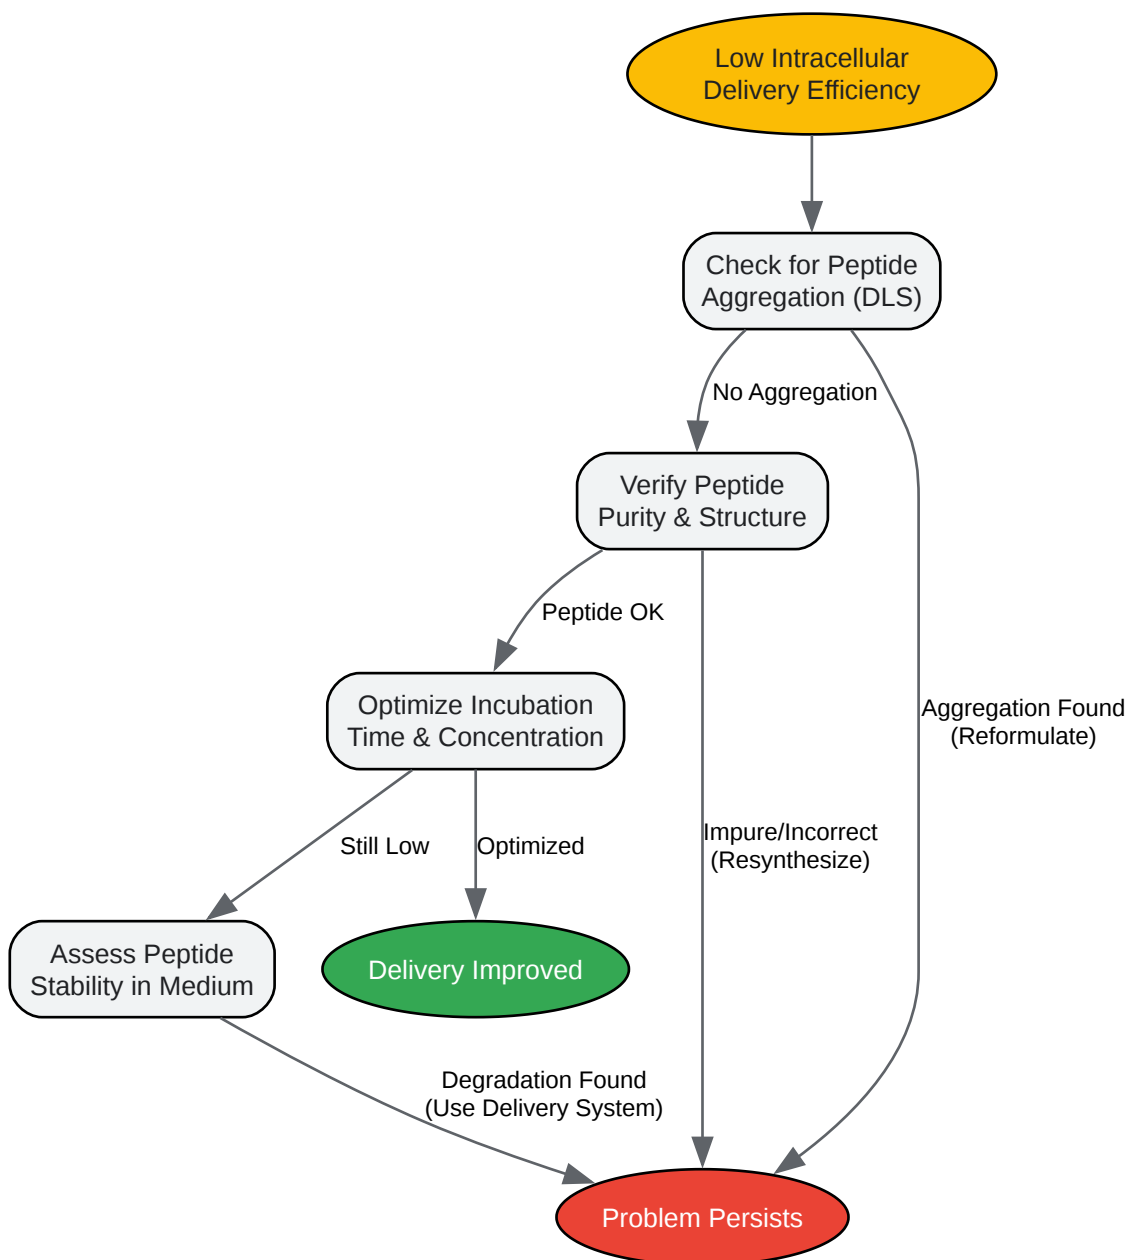 Low Intracellular
Delivery Efficiency
Check for Peptide
Aggregation (DLS)
No Aggregation
Verify Peptide
Purity & Structure
Peptide OK
Optimize Incubation
Time & Concentration
Aggregation Found
(Reformulate)
Still Low
Optimized
Impure/Incorrect
(Resynthesize)
Assess Peptide
Stability in Medium
Delivery Improved
Degradation Found
(Use Delivery System)
Problem Persists